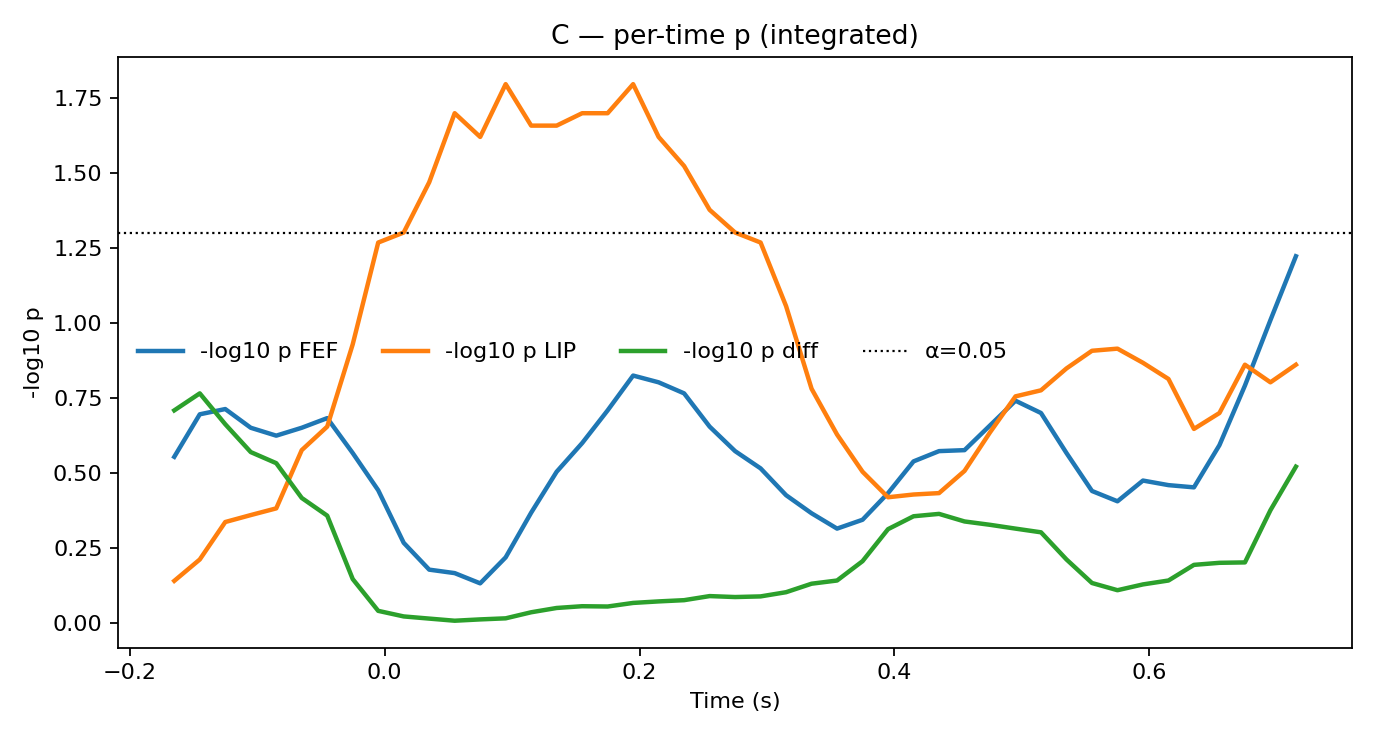 C — per-time p (integrated)
1.75
1.50
1.25
1.00
0.75
0.50
0.25
0.00
-log10 p
-log10 p FEF -log10 p LIP -log10 p diff α=0.05
−0.2 0.0 0.2 0.4 0.6
Time (s)